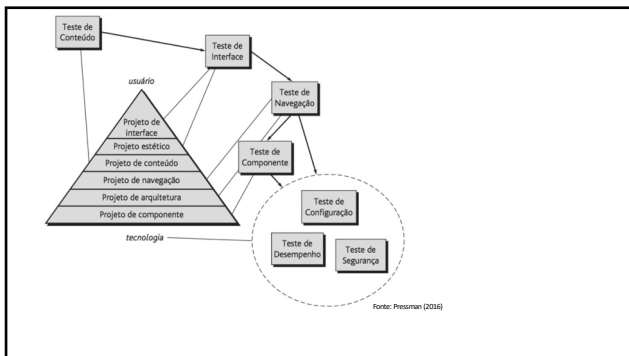 Teste de
Conteúdo
Teste de
Interface
usuário
Teste de
Navegação
Projeto de
interface
Projeto estético
Projeto de conteúdo
Projeto de navegação
Projeto de arquitetura
Projeto de componente
Teste de
Componente
tecnologia
Teste de
Configuração
Teste de
Desempenho
Teste de
Segurança
Fonte: Pressman (2016)